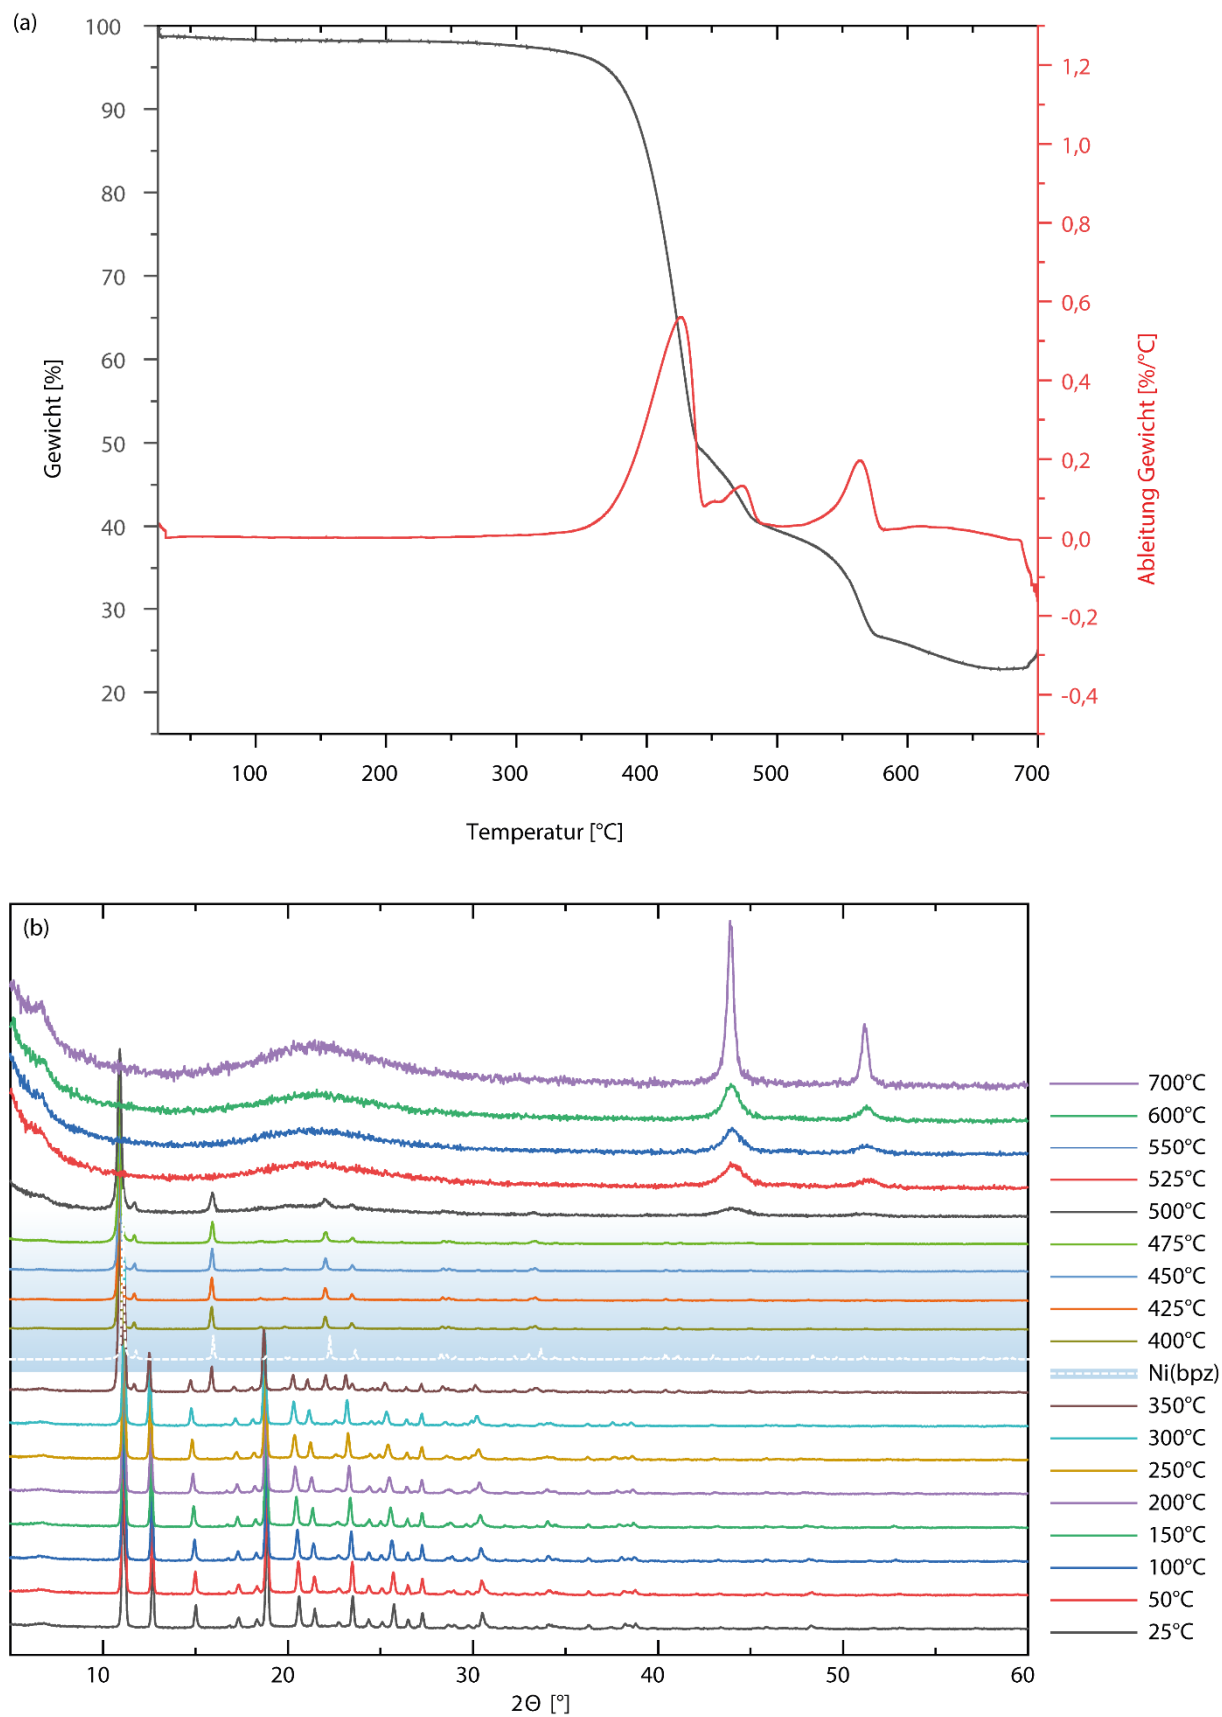 (a)
100
90
80
70
60
50
40
30
20
Gewicht [%]
1,2
1,0
0,8
0,6
0,4
0,2
0,0
-0,2
-0,4
Ableitung Gewicht [%/°C]
100 200 300 400 500 600 700
Temperatur [°C]
(b)
700°C
600°C
550°C
525°C
500°C
475°C
450°C
425°C
400°C
Ni(bpz)
350°C
300°C
250°C
200°C
150°C
100°C
50°C
25°C
10 20 30 40 50 60
2Θ [°]